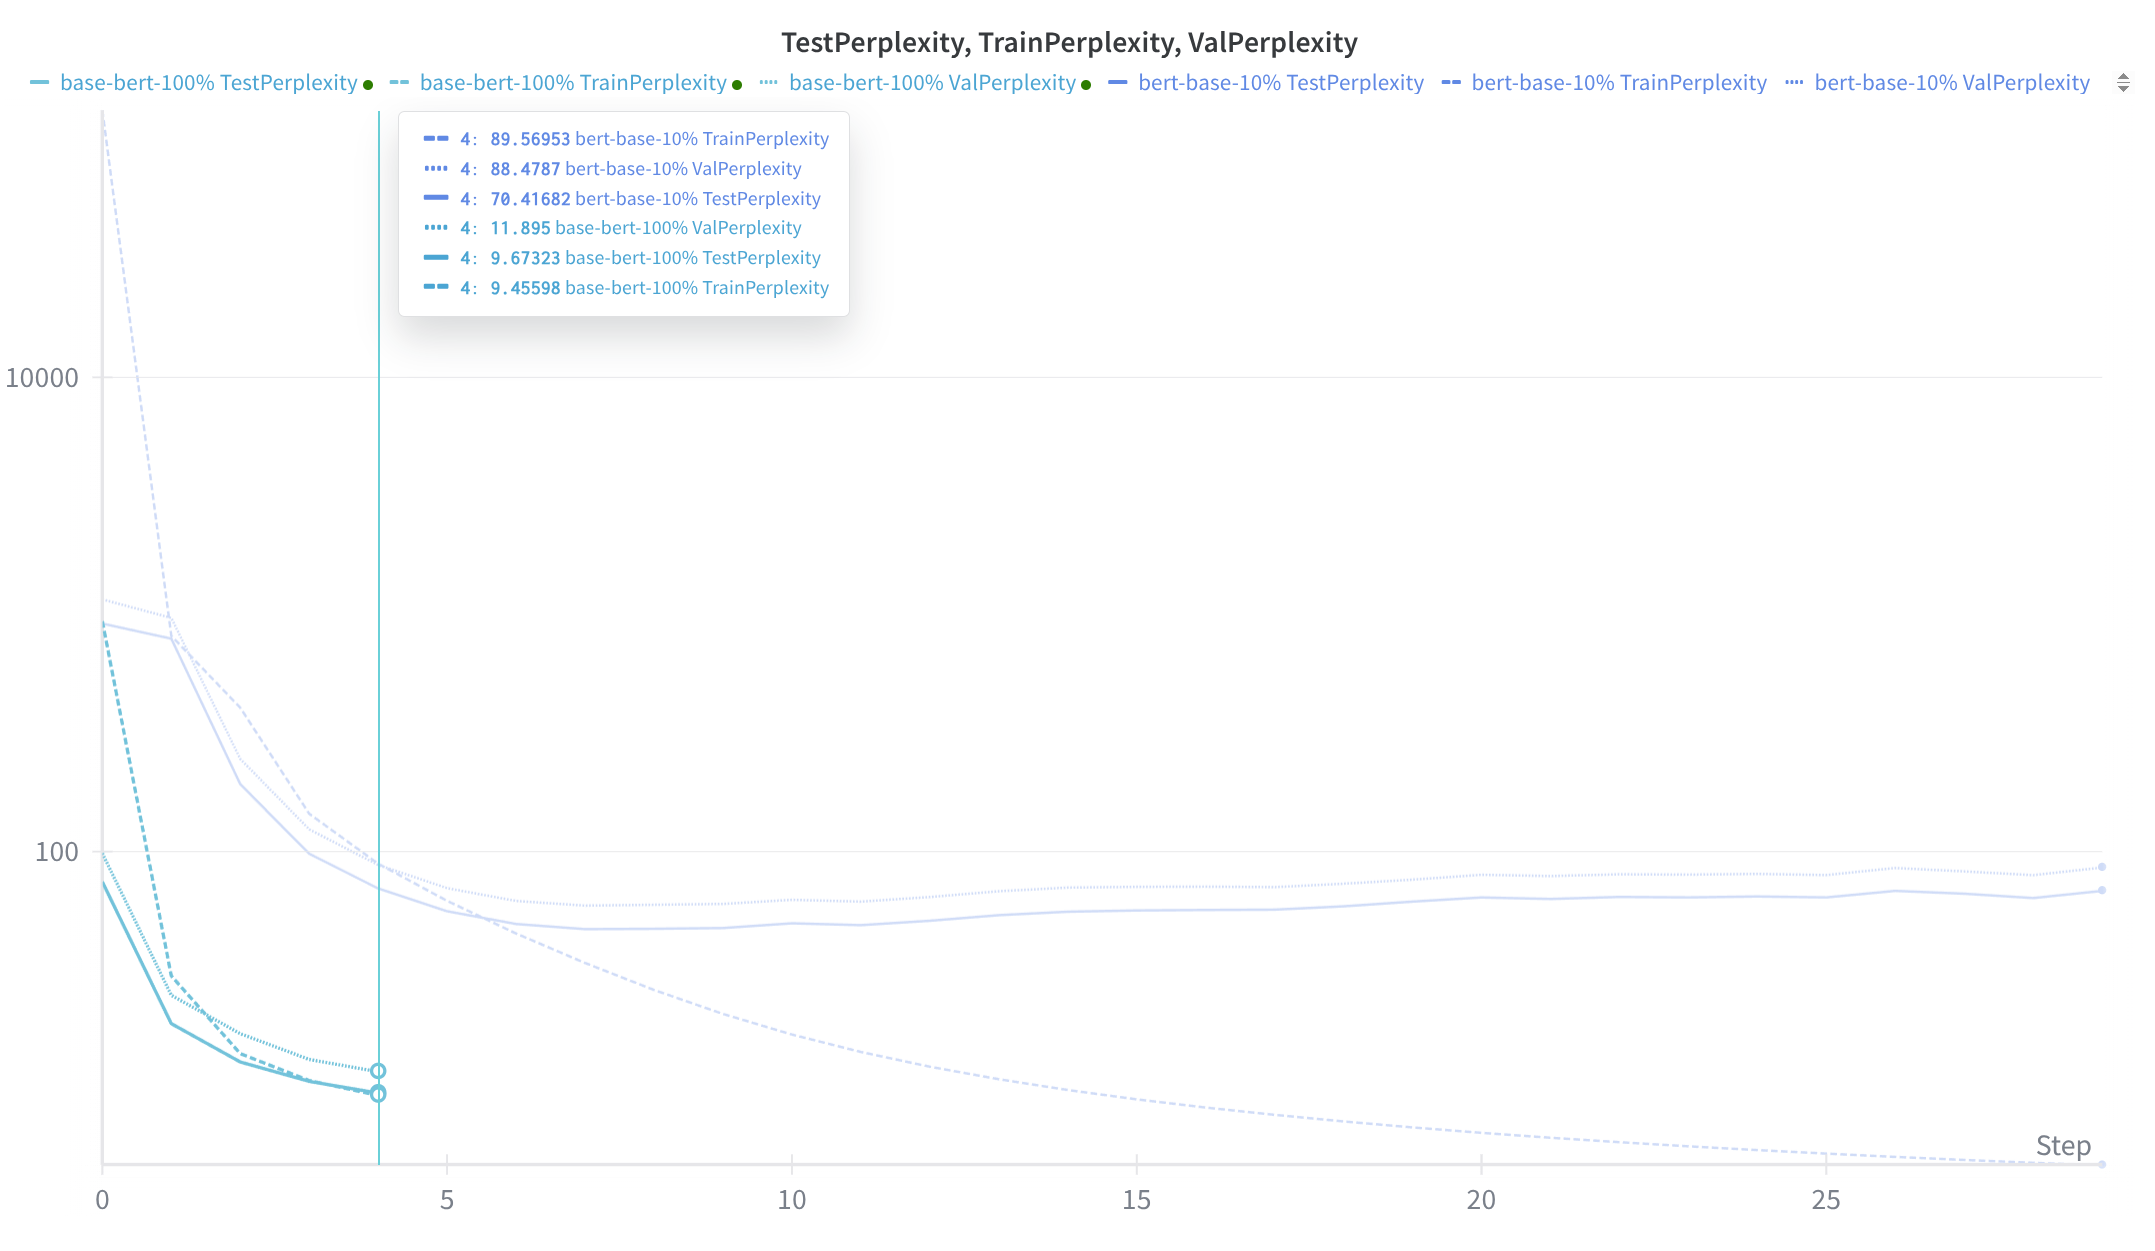 TestPerplexity, TrainPerplexity, ValPerplexity
base-bert-100% TestPerplexity base-bert-100% TrainPerplexity base-bert-100% ValPerplexity bert-base-10% TestPerplexity bert-base-10% TrainPerplexity bert-base-10% ValPerplexity
4: 89.56953 bert-base-10% TrainPerplexity
4: 88.4787 bert-base-10% ValPerplexity
4: 70.41682 bert-base-10% TestPerplexity
4: 11.895 base-bert-100% ValPerplexity
4: 9.67323 base-bert-100% TestPerplexity
4: 9.45598 base-bert-100% TrainPerplexity
10000
100
Step
0 5 10 15 20 25